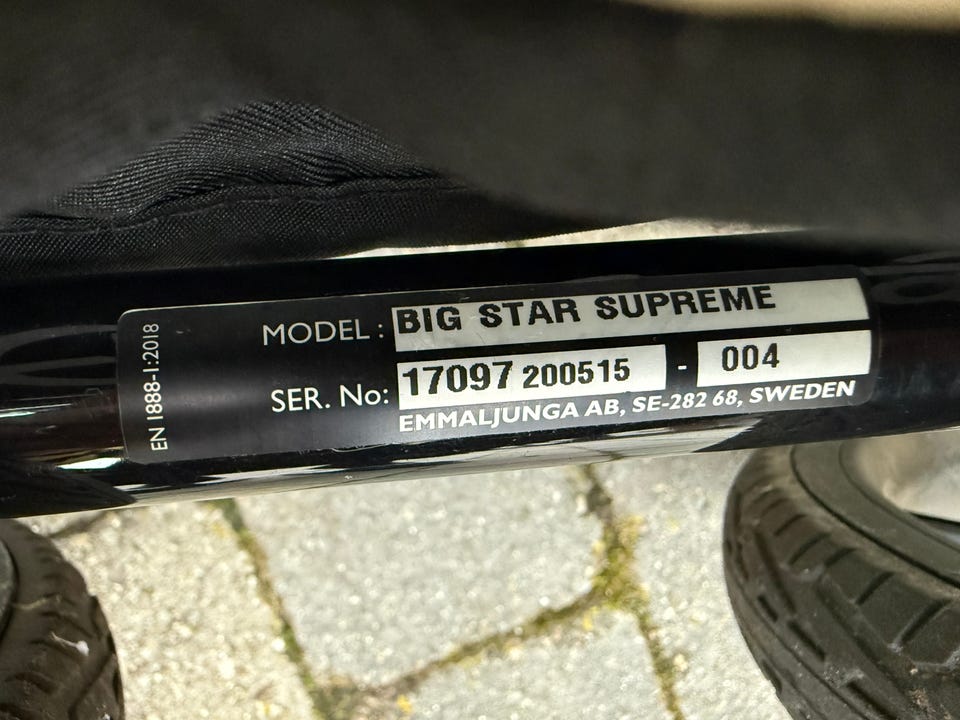 EN 1888-1:2018
MODEL : BIG STAR SUPREME
SER. No: 17097 200515 - 004
EMMALJUNGA AB, SE-282 68, SWEDEN